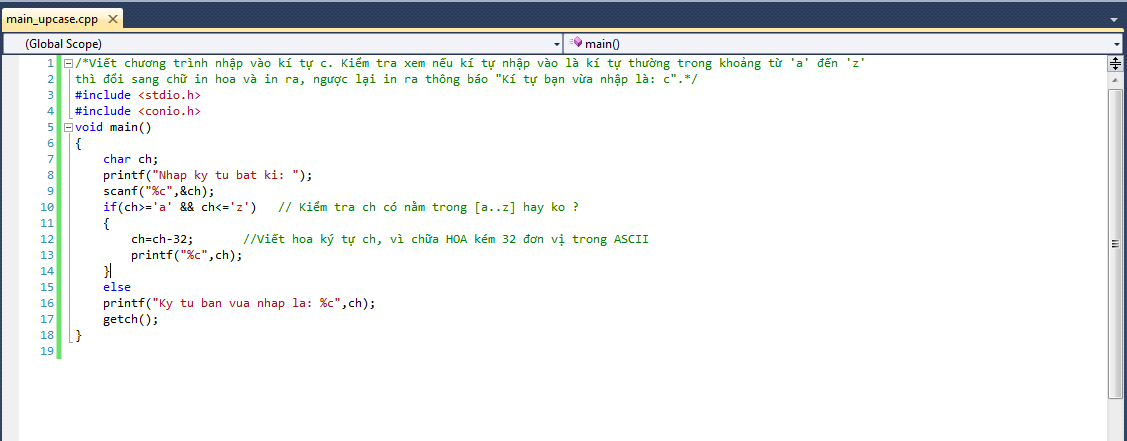 main_upcase.cpp
(Global Scope) main()
1 /*Viết chương trình nhập vào kí tự c. Kiểm tra xem nếu kí tự nhập vào là kí tự thường trong khoảng từ 'a' đến 'z'
2 thì đổi sang chữ in hoa và in ra, ngược lại in ra thông báo "Kí tự bạn vừa nhập là: c".*/
3 #include <stdio.h>
4 #include <conio.h>
5 void main()
6 {
7 char ch;
8 printf("Nhap ky tu bat ki: ");
9 scanf("%c",&ch);
10 if(ch>='a' && ch<='z') // Kiểm tra ch có nằm trong [a..z] hay ko ?
11 {
12 ch=ch-32; //Viết hoa ký tự ch, vì chữa HOA kém 32 đơn vị trong ASCII
13 printf("%c",ch);
14 }
15 else
16 printf("Ky tu ban vua nhap la: %c",ch);
17 getch();
18 }
19